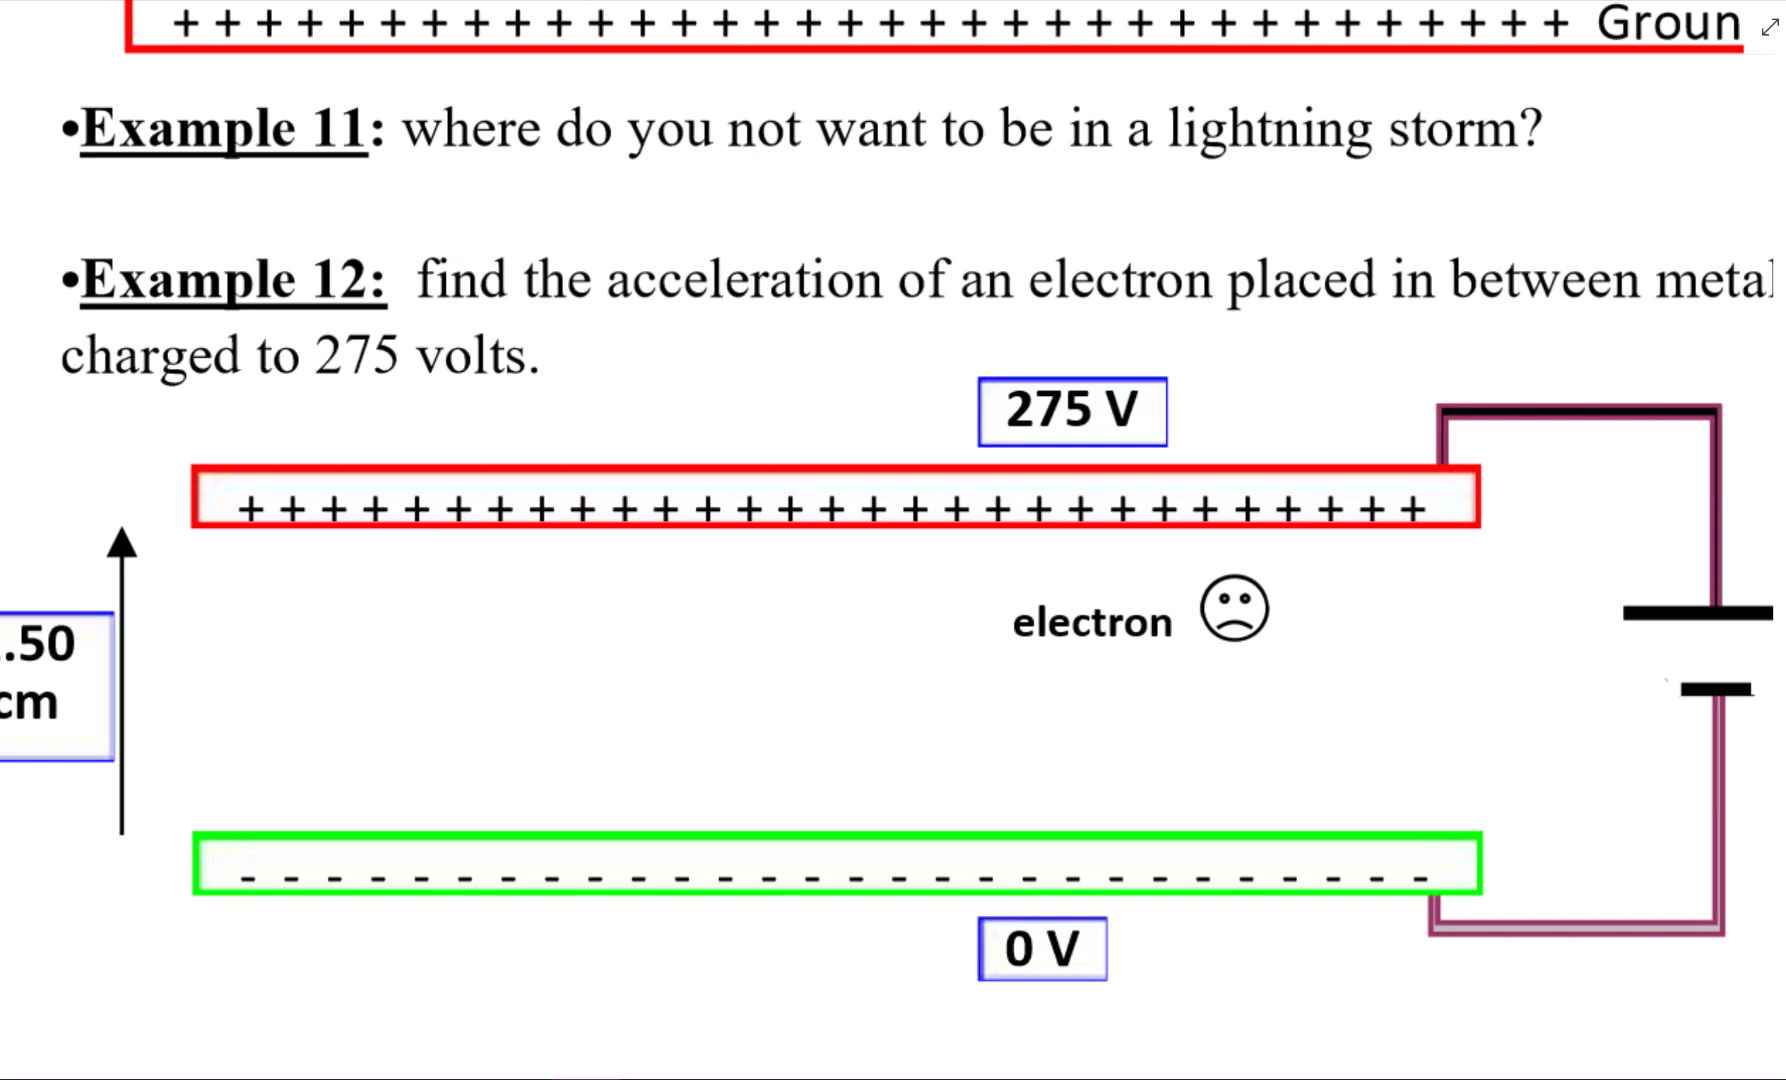 + + + + + + + + + + + + + + + + + + + + + + + + + + + + + + + + + + Groun
•Example 11: where do you not want to be in a lightning storm?
•Example 12: find the acceleration of an electron placed in between metal
charged to 275 volts.
275 V
+ + + + + + + + + + + + + + + + + + + + + + + + + + + + +
electron
.50
cm
- - - - - - - - - - - - - - - - - - - - - - - - - - - -
0 V